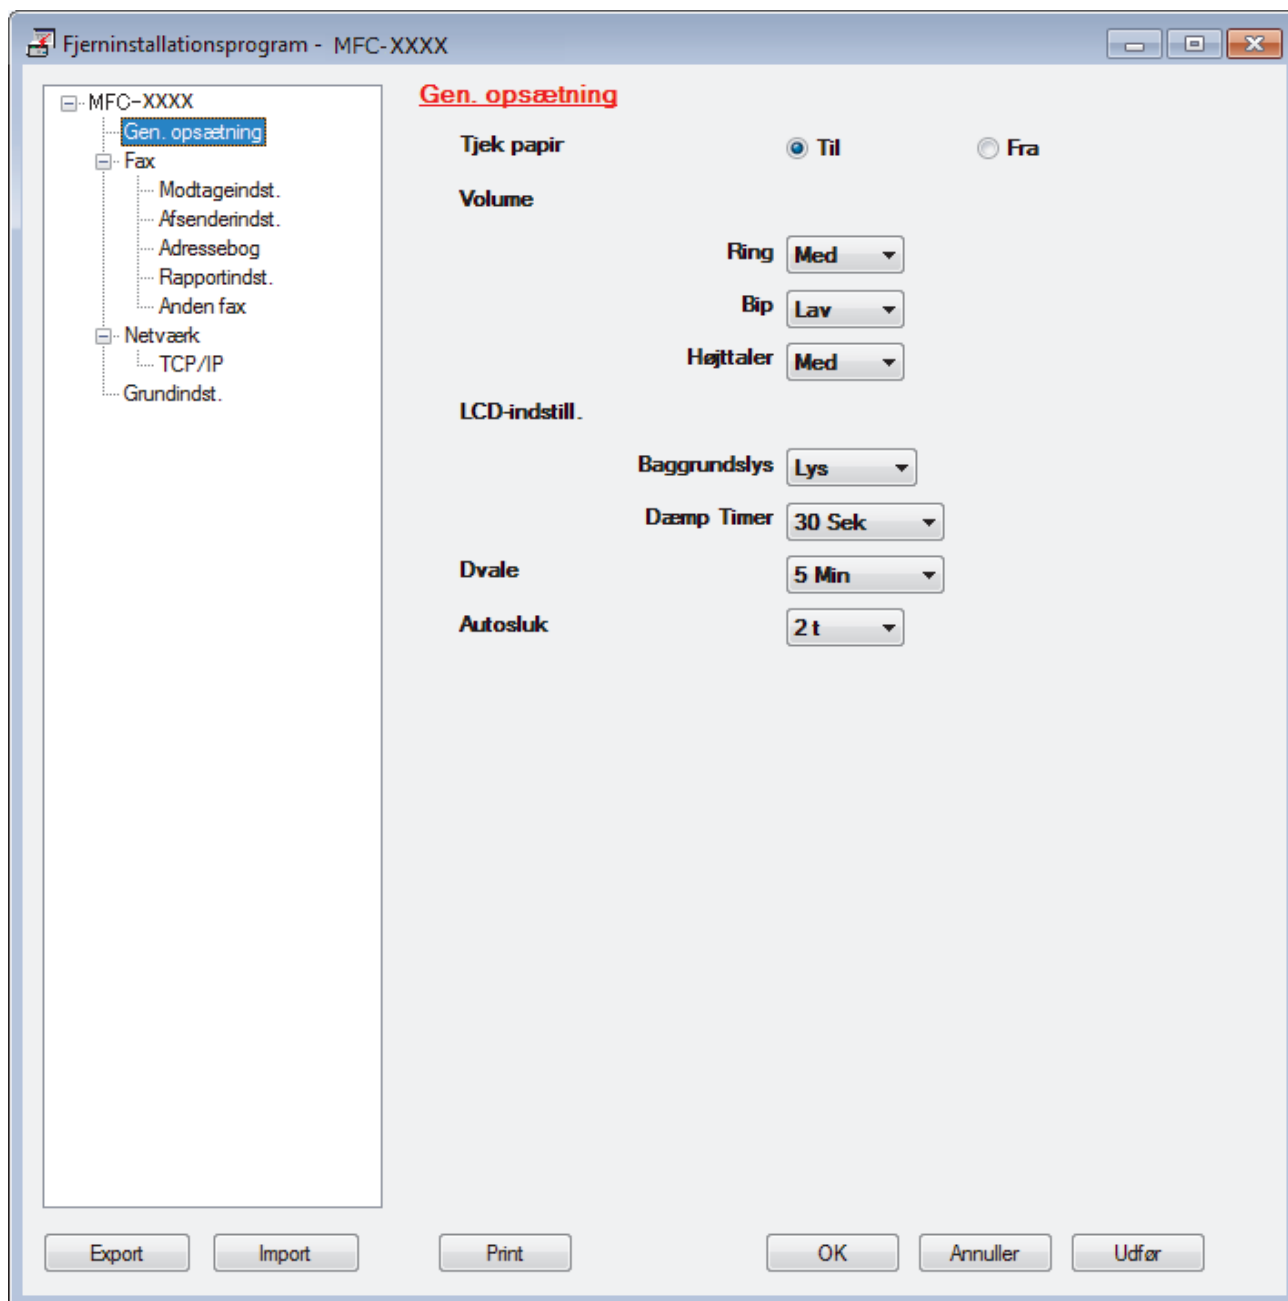 Fjerninstallationsprogram - MFC-XXXX
MFC-XXXX
Gen. opsætning
Fax
Modtageindst.
Afsenderindst.
Adressebog
Rapportindst.
Anden fax
Netværk
TCP/IP
Grundindst.
Gen. opsætning
Tjek papir Til Fra
Volume
Ring Med
Bip Lav
Højttaler Med
LCD-indstill.
Baggrundslys Lys
Dæmp Timer 30 Sek
Dvale 5 Min
Autosluk 2 t
Export Import Print OK Annuller Udfør